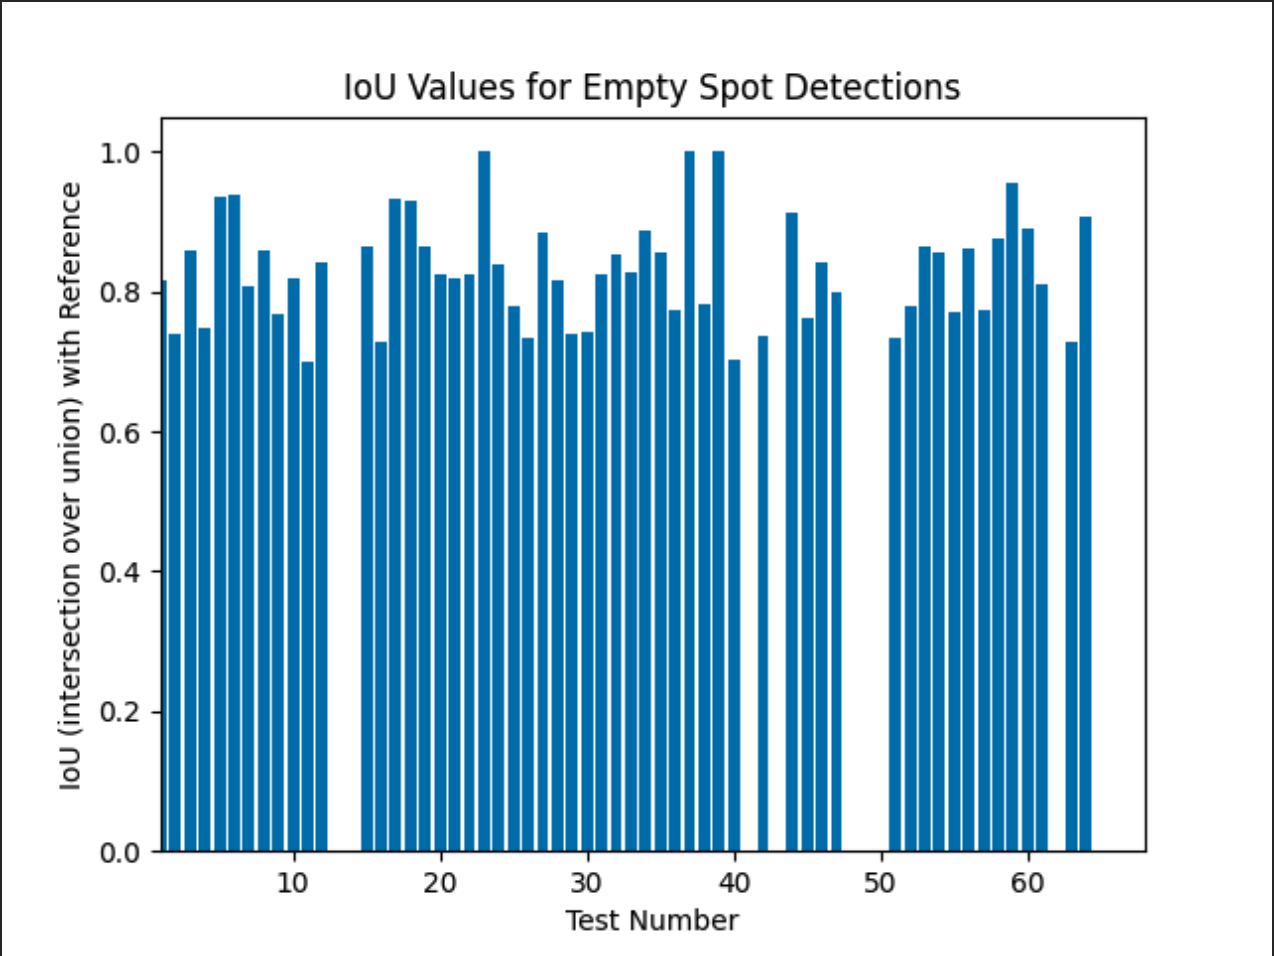 IoU Values for Empty Spot Detections
IoU (intersection over union) with Reference
1.0
0.8
0.6
0.4
0.2
0.0
10 20 30 40 50 60
Test Number